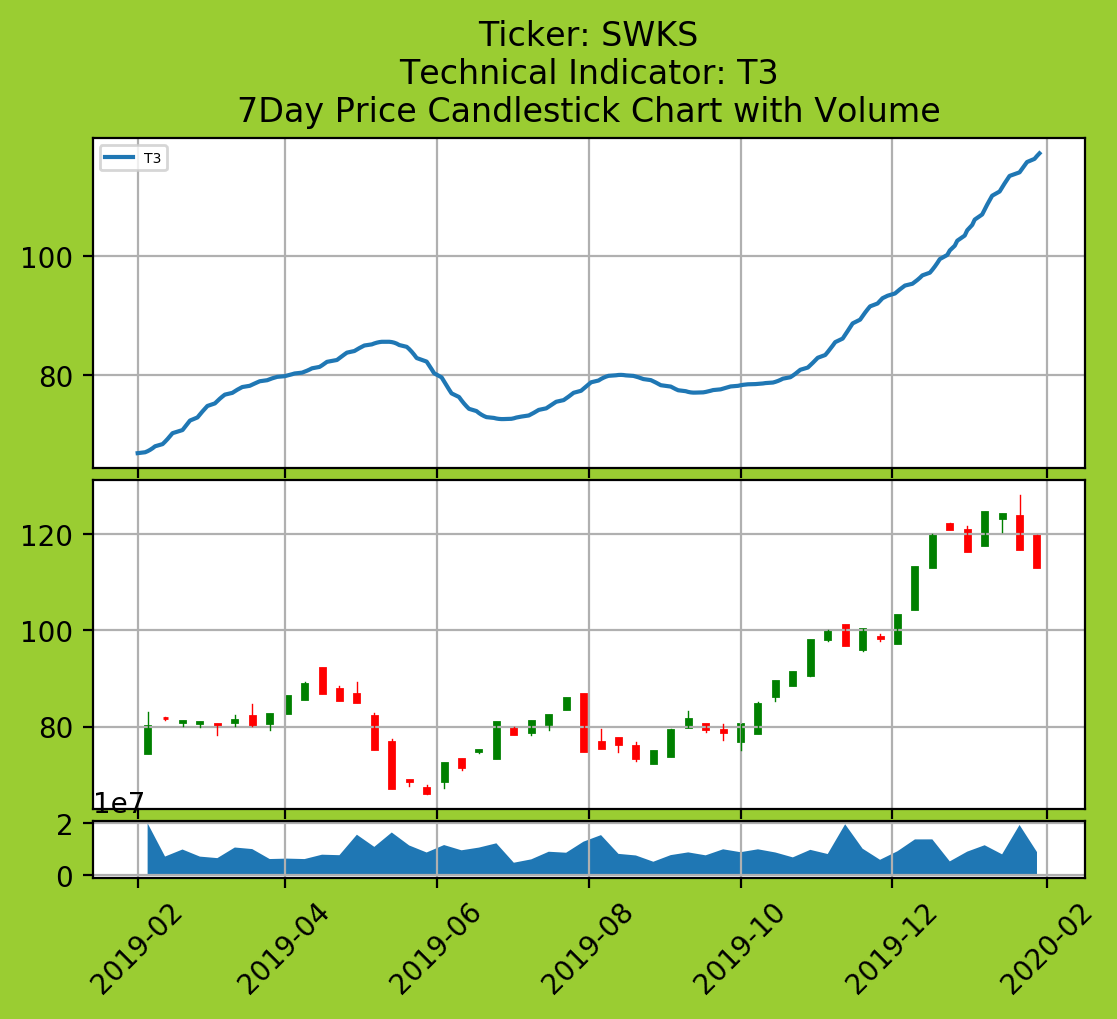 Ticker: SWKS
Technical Indicator: T3
7Day Price Candlestick Chart with Volume
T3
100
80
120
100
80
1e7
2
0
2019-02
2019-04
2019-06
2019-08
2019-10
2019-12
2020-02